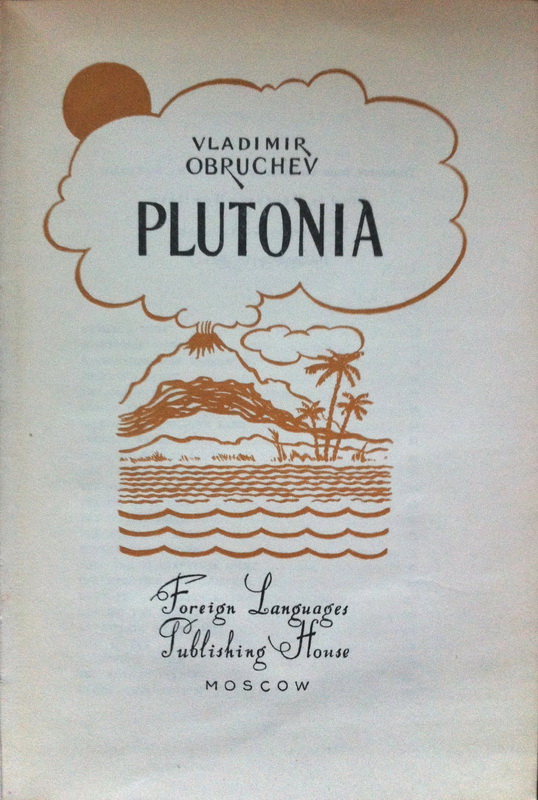 VLADIMIR
OBRUCHEV
PLUTONIA
Foreign Languages
Publishing House
MOSCOW